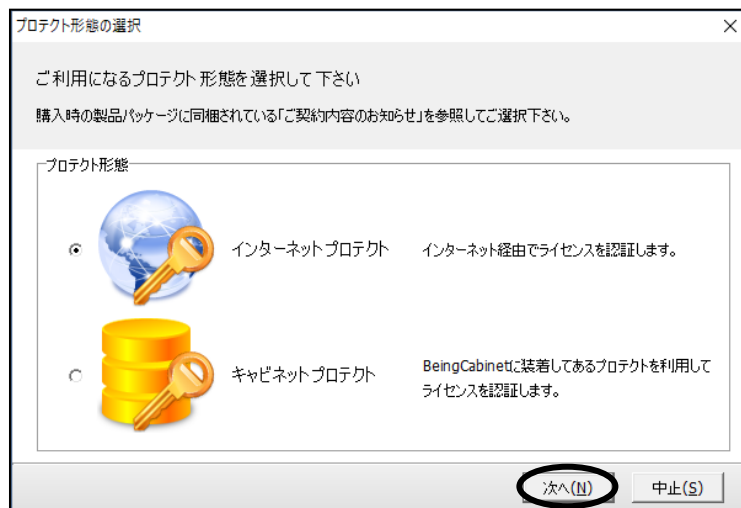 プロテクト形態の選択
ご利用になるプロテクト形態を選択して下さい
購入時の製品パッケージに同梱されている「ご契約内容のお知らせ」を参照してご選択下さい。
プロテクト形態
インターネットプロテクト
インターネット経由でライセンスを認証します。
キャビネットプロテクト
BeingCabinetに装着してあるプロテクトを利用して
ライセンスを認証します。
次へ(N)
中止(S)